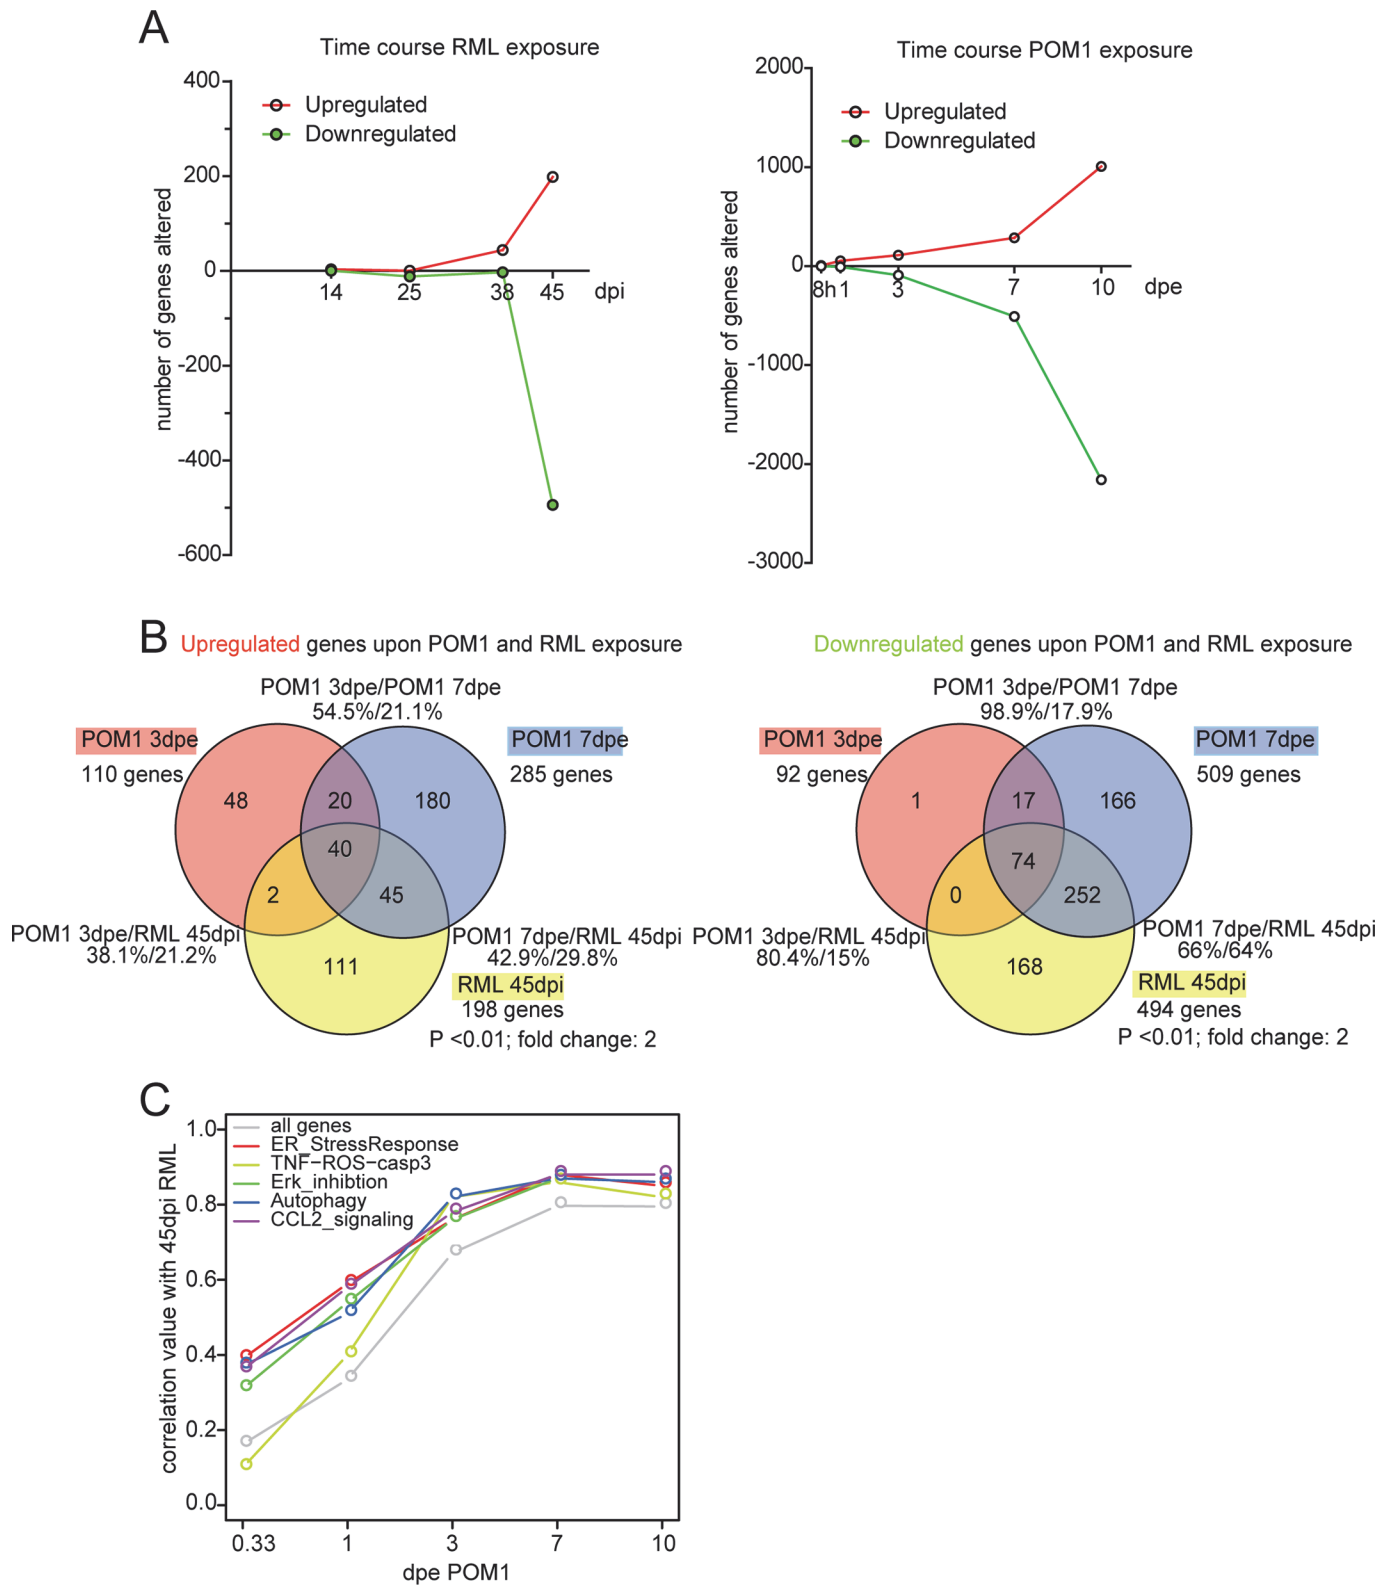 A
Time course RML exposure
400
200
0
-200
-400
-600
number of genes altered
Upregulated
Downregulated
14 25 38 45 dpi
Time course POM1 exposure
2000
1000
0
-1000
-2000
-3000
number of genes altered
Upregulated
Downregulated
8h 1 3 7 10 dpe
B
Upregulated genes upon POM1 and RML exposure
POM1 3dpe/POM1 7dpe
54.5%/21.1%
POM1 3dpe
110 genes
POM1 7dpe
285 genes
48 20 180
40
2 45
POM1 3dpe/RML 45dpi
38.1%/21.2%
POM1 7dpe/RML 45dpi
42.9%/29.8%
111
RML 45dpi
198 genes
P <0.01; fold change: 2
Downregulated genes upon POM1 and RML exposure
POM1 3dpe/POM1 7dpe
98.9%/17.9%
POM1 3dpe
92 genes
POM1 7dpe
509 genes
1 17 166
74
0 252
POM1 3dpe/RML 45dpi
80.4%/15%
POM1 7dpe/RML 45dpi
66%/64%
168
RML 45dpi
494 genes
P <0.01; fold change: 2
C
1.0
0.8
0.6
0.4
0.2
0.0
correlation value with 45dpi RML
all genes
ER_StressResponse
TNF−ROS−casp3
Erk_inhibtion
Autophagy
CCL2_signaling
0.33 1 3 7 10
dpe POM1